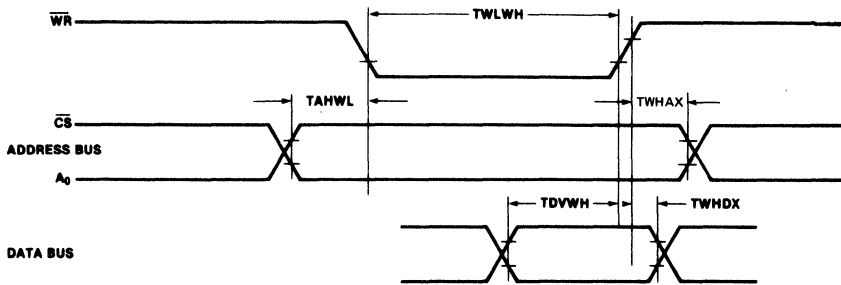 WR
TWLWH
TAHWL
TWHAX
CS
ADDRESS BUS
A0
TDVWH
TWHDX
DATA BUS